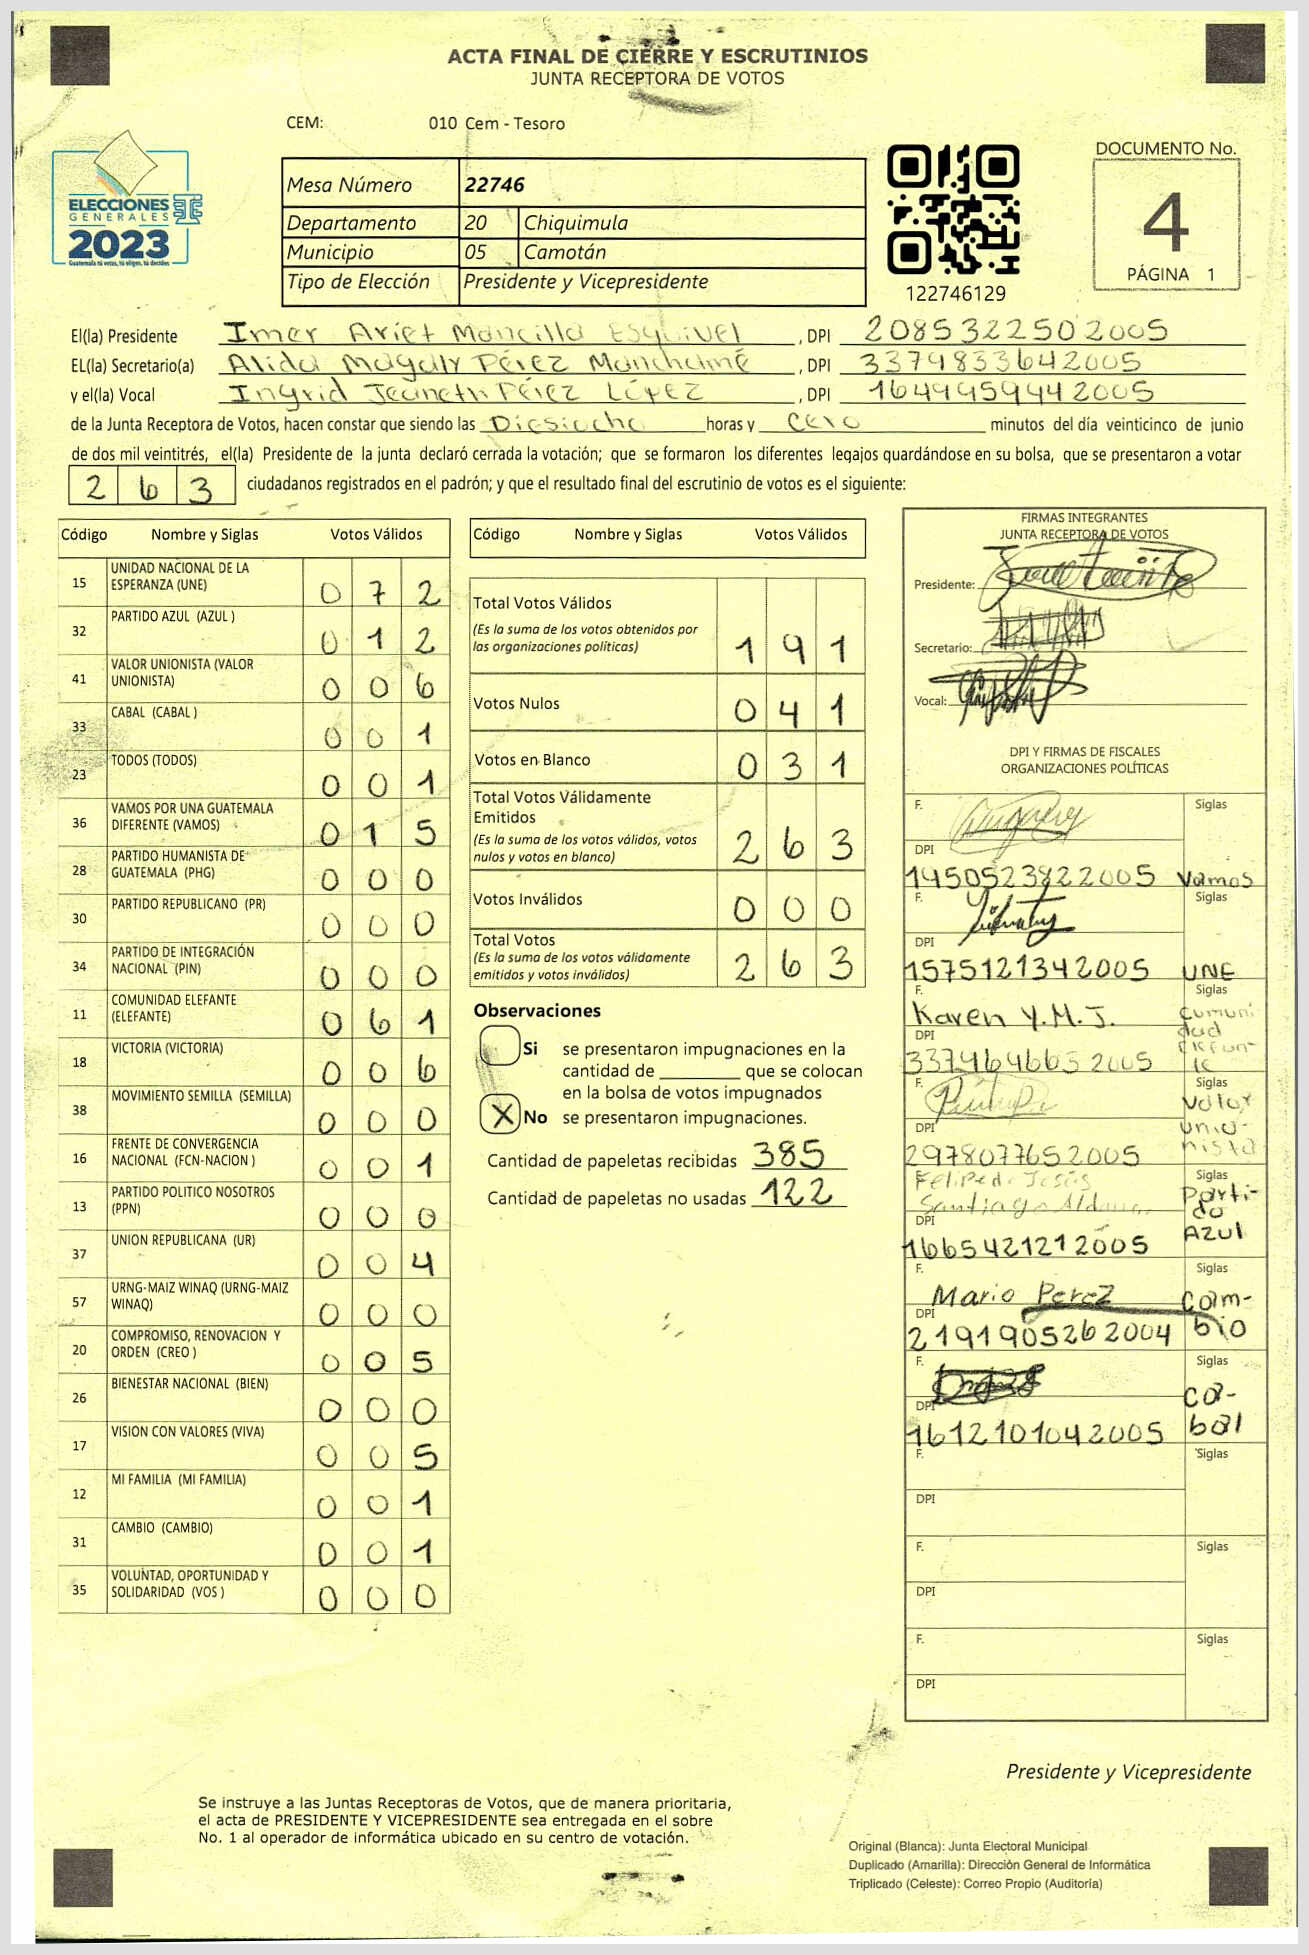 ACTA FINAL DE CIERRE Y ESCRUTINIOS
JUNTA RECEPTORA DE VOTOS
CEM: 010 Cem - Tesoro
ELECCIONES
GENERALES
2023
Guatemala tú votas, tú eliges, tú decides
Mesa Número 22746
Departamento 20 Chiquimula
Municipio 05 Camotán
Tipo de Elección Presidente y Vicepresidente
122746129
DOCUMENTO No.
4
PÁGINA 1
El(la) Presidente Imer Ariet Mancilla Esquivel, DPI 2085322502005
EL(la) Secretario(a) Alida Magaly Pérez Manchamé, DPI 3379833642005
y el(la) Vocal Ingrid Jeaneth Pérez López, DPI 1649959442005
de la Junta Receptora de Votos, hacen constar que siendo las Diesiocho horas y Cero minutos del día veinticinco de junio
de dos mil veintitrés, el(la) Presidente de la junta declaró cerrada la votación; que se formaron los diferentes legajos quardándose en su bolsa, que se presentaron a votar
263 ciudadanos registrados en el padrón; y que el resultado final del escrutinio de votos es el siguiente:
Código Nombre y Siglas Votos Válidos
15 UNIDAD NACIONAL DE LA ESPERANZA (UNE) 0 7 2
32 PARTIDO AZUL (AZUL ) 0 1 2
41 VALOR UNIONISTA (VALOR UNIONISTA) 0 0 6
33 CABAL (CABAL ) 0 0 1
23 TODOS (TODOS) 0 0 1
36 VAMOS POR UNA GUATEMALA DIFERENTE (VAMOS) 0 1 5
28 PARTIDO HUMANISTA DE GUATEMALA (PHG) 0 0 0
30 PARTIDO REPUBLICANO (PR) 0 0 0
34 PARTIDO DE INTEGRACIÓN NACIONAL (PIN) 0 0 0
11 COMUNIDAD ELEFANTE (ELEFANTE) 0 6 1
18 VICTORIA (VICTORIA) 0 0 6
38 MOVIMIENTO SEMILLA (SEMILLA) 0 0 0
16 FRENTE DE CONVERGENCIA NACIONAL (FCN-NACION ) 0 0 1
13 PARTIDO POLITICO NOSOTROS (PPN) 0 0 0
37 UNION REPUBLICANA (UR) 0 0 4
57 URNG-MAIZ WINAQ (URNG-MAIZ WINAQ) 0 0 0
20 COMPROMISO, RENOVACION Y ORDEN (CREO ) 0 0 5
26 BIENESTAR NACIONAL (BIEN) 0 0 0
17 VISION CON VALORES (VIVA) 0 0 5
12 MI FAMILIA (MI FAMILIA) 0 0 1
31 CAMBIO (CAMBIO) 0 0 1
35 VOLUNTAD, OPORTUNIDAD Y SOLIDARIDAD (VOS ) 0 0 0
Código Nombre y Siglas Votos Válidos
Total Votos Válidos
(Es la suma de los votos obtenidos por
las organizaciones políticas) 1 9 1
Votos Nulos 0 4 1
Votos en Blanco 0 3 1
Total Votos Válidamente
Emitidos
(Es la suma de los votos válidos, votos
nulos y votos en blanco) 2 6 3
Votos Inválidos 0 0 0
Total Votos
(Es la suma de los votos válidamente
emitidos y votos inválidos) 2 6 3
Observaciones
Si se presentaron impugnaciones en la
cantidad de ________ que se colocan
en la bolsa de votos impugnados
X No se presentaron impugnaciones.
Cantidad de papeletas recibidas 385
Cantidad de papeletas no usadas 122
FIRMAS INTEGRANTES
JUNTA RECEPTORA DE VOTOS
Presidente:
Secretario:
Vocal:
DPI Y FIRMAS DE FISCALES
ORGANIZACIONES POLÍTICAS
F. Siglas
DPI
1450523822005 Vamos
F. Siglas
DPI
1575121342005 UNE
F. Siglas
Karen Y.M.J. Comunidad Elefante
DPI
3374646652005
F. Siglas
Valor Unionista
DPI
2978077652005
F. Siglas
Felipe de Jesús
Santiago Partido Azul
DPI
1665421212005
F. Siglas
Mario Perez Cambio
DPI
2191905262004
F. Siglas
Ca-bal
DPI
1612101042005
F. Siglas
DPI
F. Siglas
DPI
F. Siglas
DPI
Presidente y Vicepresidente
Se instruye a las Juntas Receptoras de Votos, que de manera prioritaria,
el acta de PRESIDENTE Y VICEPRESIDENTE sea entregada en el sobre
No. 1 al operador de informática ubicado en su centro de votación.
Original (Blanca): Junta Electoral Municipal
Duplicado (Amarilla): Dirección General de Informática
Triplicado (Celeste): Correo Propio (Auditoría)